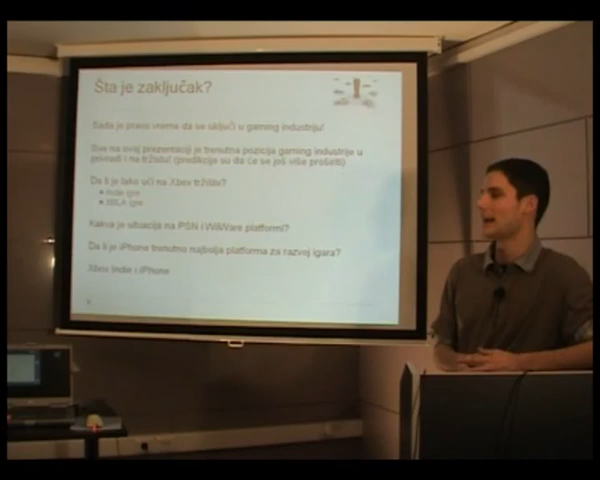 Šta je zaključak?
Sada je pravo vreme da se uključi u gaming industriju!
Sve na ovoj prezentaciji je trenutna pozicija gaming industrije u
privredi i na tržištu! (predikcije su da će se još više proširiti)
Da li je lako ući na Xbox tržište?
Indie igre
XBLA igre
Kakva je situacija na PSN i WiiWare platformi?
Da li je iPhone trenutno najbolja platforma za razvoj igara?
Xbox Indie i iPhone